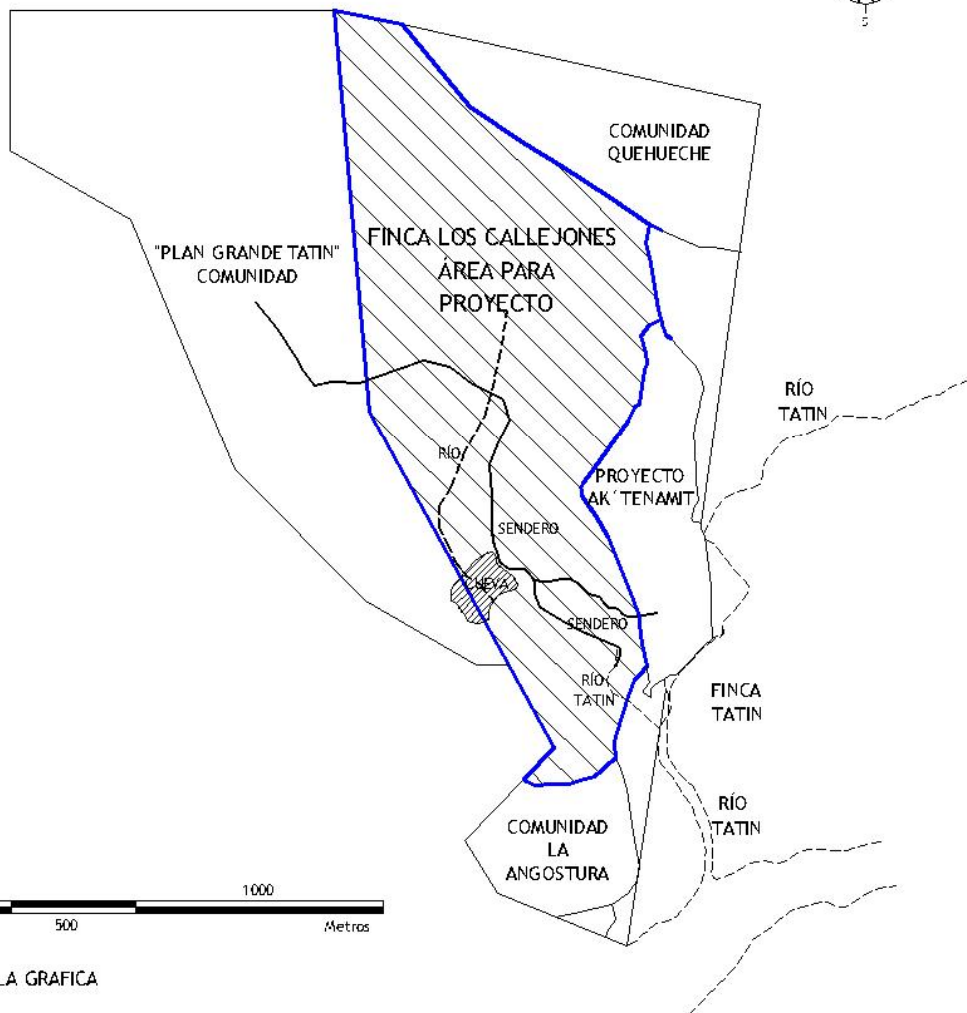 S
COMUNIDAD
QUEHUECHE
"PLAN GRANDE TATIN"
COMUNIDAD
FINCA LOS CALLEJONES
ÁREA PARA
PROYECTO
RÍO
TATIN
RÍO
PROYECTO
AK´TENAMIT
SENDERO
CUEVA
SENDERO
RÍO
TATIN
FINCA
TATIN
RÍO
TATIN
COMUNIDAD
LA
ANGOSTURA
1000
500
Metros
LA GRAFICA